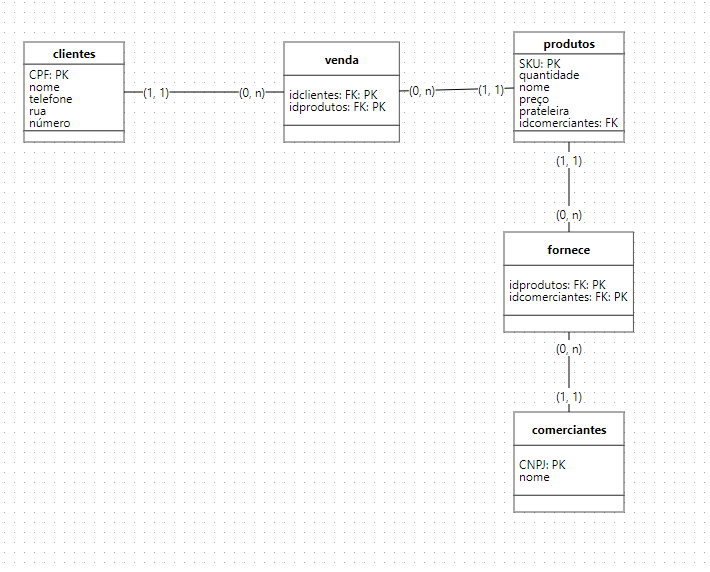 clientes
CPF: PK
nome
telefone
rua
número
(1, 1)
(0, n)
venda
idclientes: FK: PK
idprodutos: FK: PK
(0, n)
(1, 1)
produtos
SKU: PK
quantidade
nome
preço
prateleira
idcomerciantes: FK
(1, 1)
(0, n)
fornece
idprodutos: FK: PK
idcomerciantes: FK: PK
(0, n)
(1, 1)
comerciantes
CNPJ: PK
nome